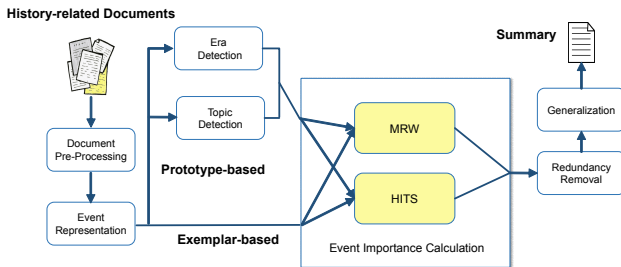 History-related Documents
Era
Detection
Summary
Topic
Detection
Generalization
Document
Pre-Processing
MRW
Prototype-based
Redundancy
Removal
HITS
Event
Representation
Exemplar-based
Event Importance Calculation